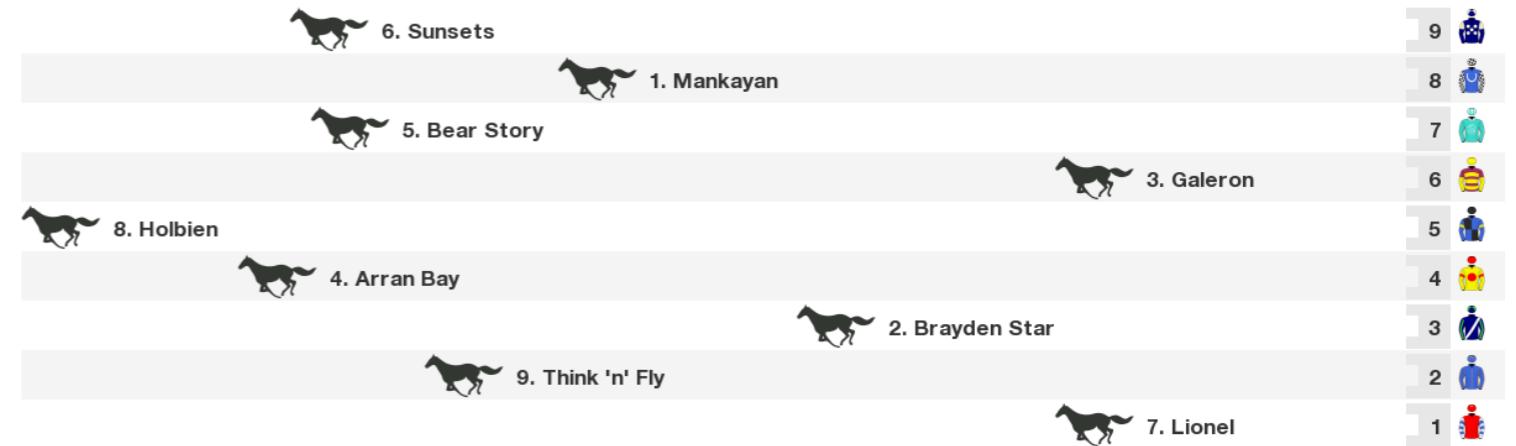 6. Sunsets 9
1. Mankayan 8
5. Bear Story 7
3. Galeron 6
8. Holbien 5
4. Arran Bay 4
2. Brayden Star 3
9. Think 'n' Fly 2
7. Lionel 1